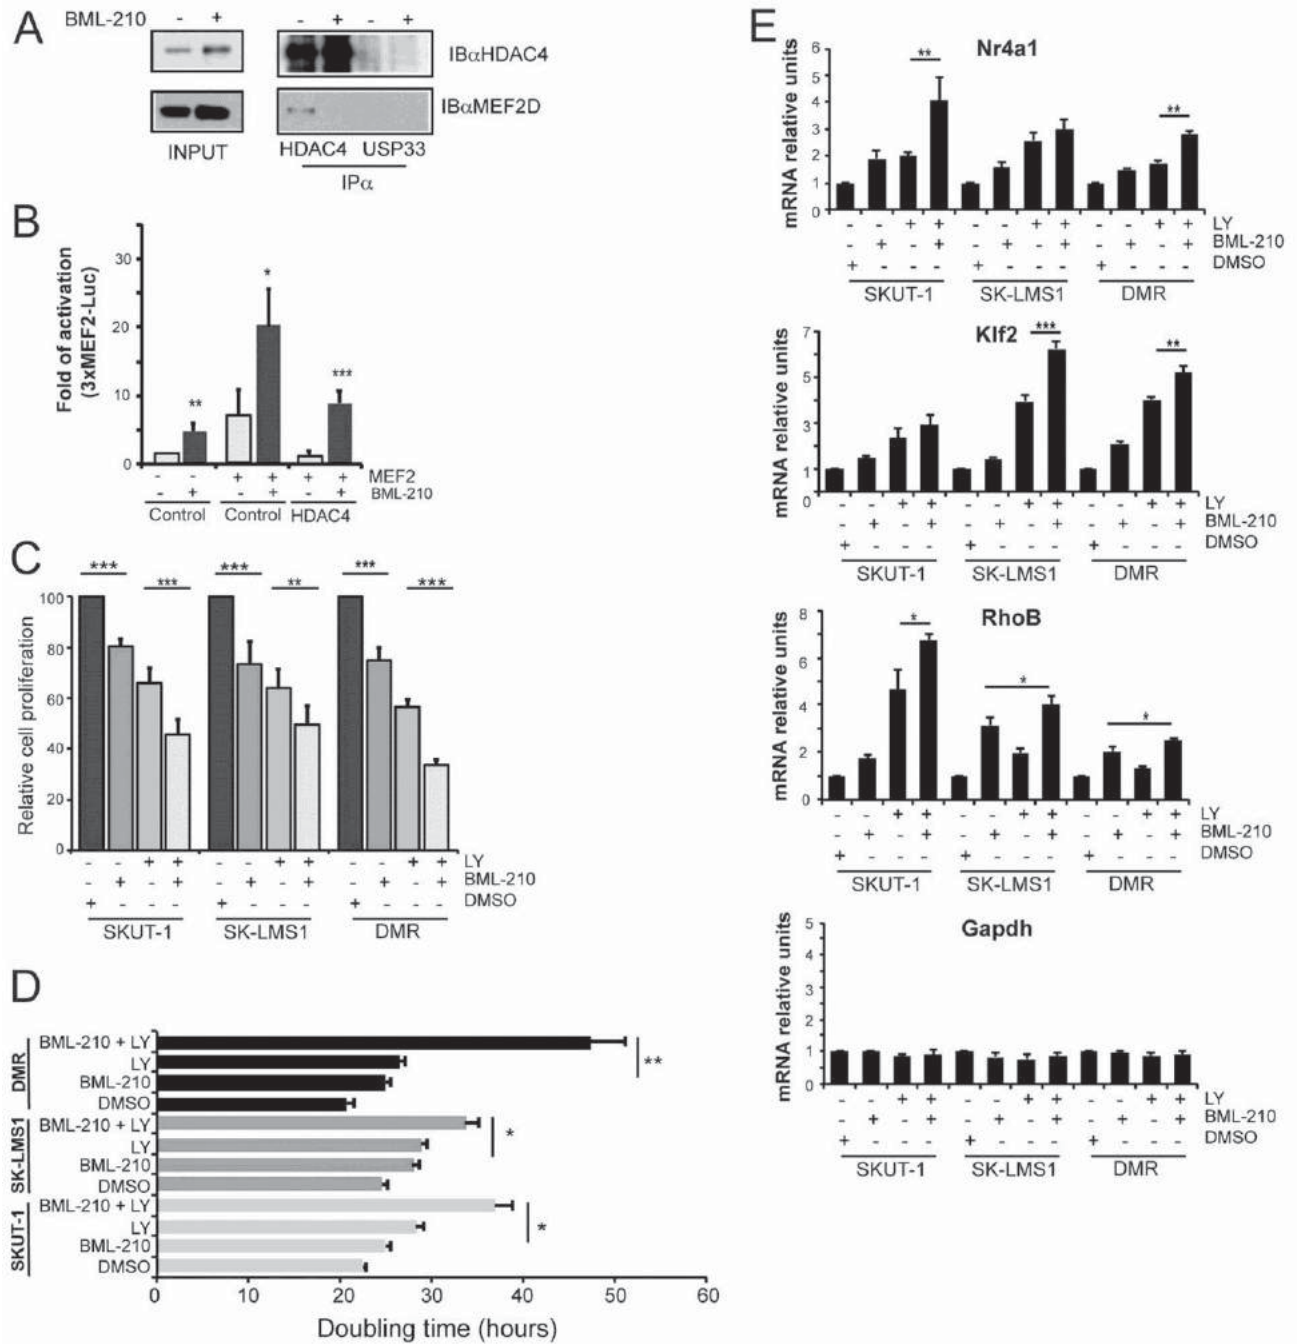 A
BML-210 - + - + - +
IBαHDAC4
IBαMEF2D
INPUT
HDAC4 USP33
IPα
B
Fold of activation
(3xMEF2-Luc)
30
20
10
0
** * ***
- - + + + + MEF2
- + - + - + BML-210
Control Control HDAC4
C
Relative cell proliferation
*** *** *** ** *** ***
100
80
60
40
20
0
- - + + - - + + - - + + LY
- + - + - + - + - + - + BML-210
+ - - - + - - - + - - - DMSO
SKUT-1 SK-LMS1 DMR
D
DMR
BML-210 + LY
LY
BML-210
DMSO
**
SK-LMS1
BML-210 + LY
LY
BML-210
DMSO
*
SKUT-1
BML-210 + LY
LY
BML-210
DMSO
*
0 10 20 30 40 50 60
Doubling time (hours)
E
Nr4a1
mRNA relative units
6
5
4
3
2
1
0
** **
- - + + - - + + - - + + LY
- + - + - + - + - + - + BML-210
+ - - - + - - - + - - - DMSO
SKUT-1 SK-LMS1 DMR
Klf2
mRNA relative units
7
5
3
1
0
*** **
- - + + - - + + - - + + LY
- + - + - + - + - + - + BML-210
+ - - - + - - - + - - - DMSO
SKUT-1 SK-LMS1 DMR
RhoB
mRNA relative units
8
6
4
2
0
* * *
- - + + - - + + - - + + LY
- + - + - + - + - + - + BML-210
+ - - - + - - - + - - - DMSO
SKUT-1 SK-LMS1 DMR
Gapdh
mRNA relative units
5
4
3
2
1
0
- - + + - - + + - - + + LY
- + - + - + - + - + - + BML-210
+ - - - + - - - + - - - DMSO
SKUT-1 SK-LMS1 DMR